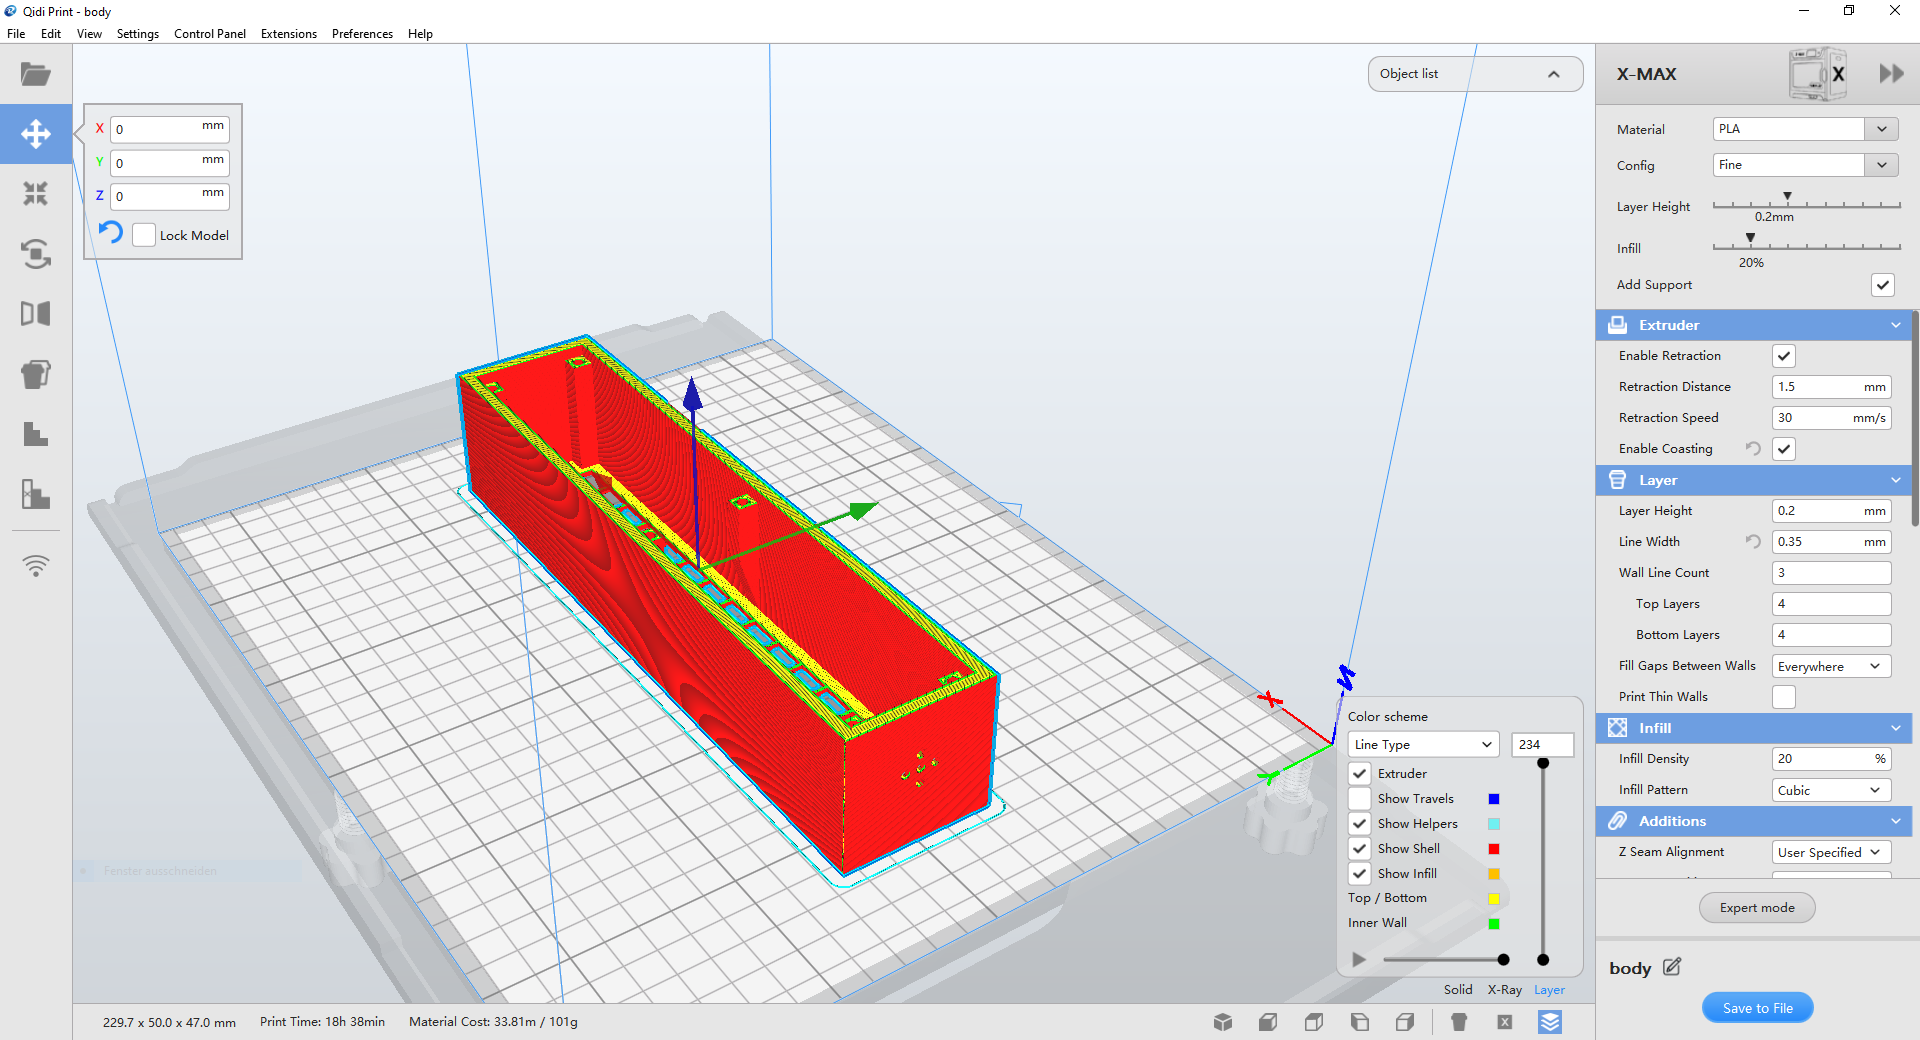 Qidi Print - body
File Edit View Settings Control Panel Extensions Preferences Help
X 0 mm
Y 0 mm
Z 0 mm
Lock Model
Object list
X-MAX
X
Material PLA
Config Fine
Layer Height
0.2mm
Infill
20%
Add Support
Extruder
Enable Retraction
Retraction Distance 1.5 mm
Retraction Speed 30 mm/s
Enable Coasting
Layer
Layer Height 0.2 mm
Line Width 0.35 mm
Wall Line Count 3
Top Layers 4
Bottom Layers 4
Fill Gaps Between Walls Everywhere
Print Thin Walls
Infill
Infill Density 20 %
Infill Pattern Cubic
Additions
Z Seam Alignment User Specified
Expert mode
body
Save to File
X
Y
Color scheme
Line Type 234
Extruder
Show Travels
Show Helpers
Show Shell
Show Infill
Top / Bottom
Inner Wall
Solid X-Ray Layer
Fenster ausschneiden
229.7 x 50.0 x 47.0 mm Print Time: 18h 38min Material Cost: 33.81m / 101g
X